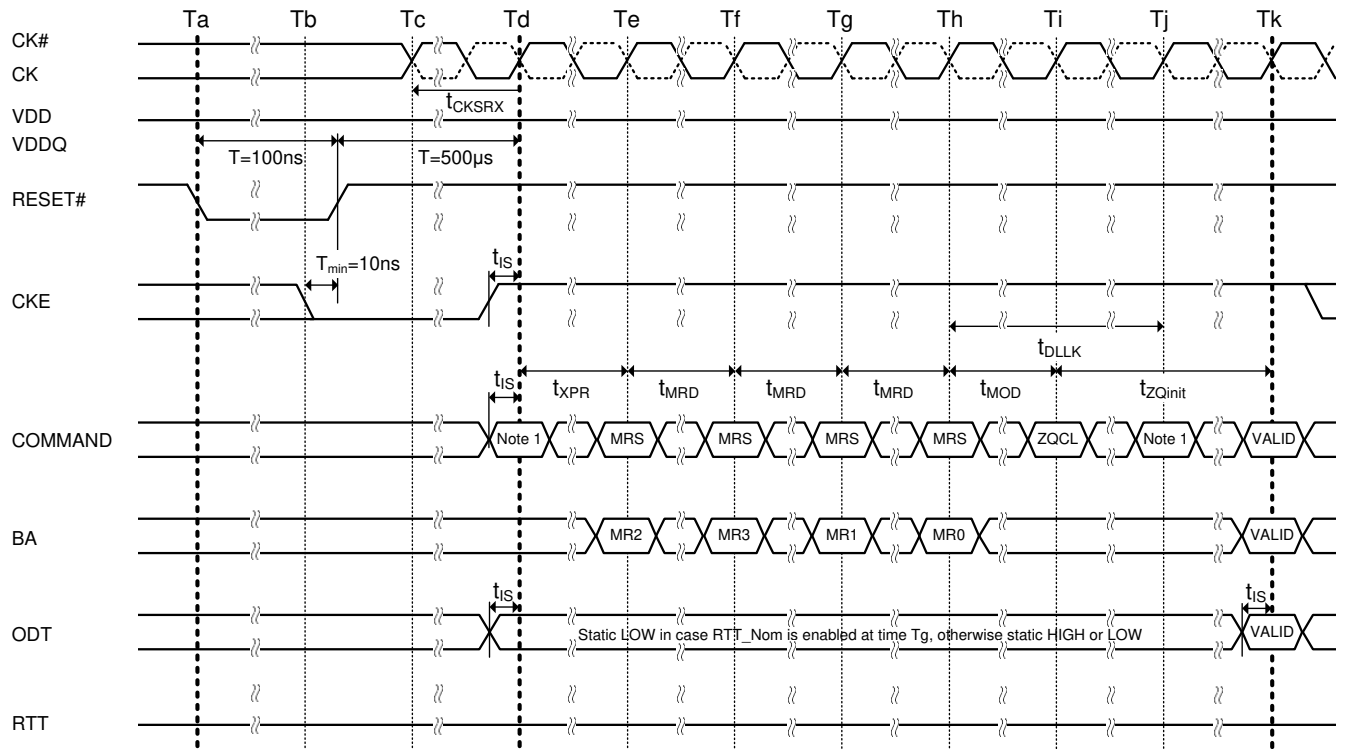 Ta Tb Tc Td Te Tf Tg Th Ti Tj Tk
CK#
CK
tCKSRX
VDD
VDDQ
T=100ns T=500µs
RESET#
Tmin=10ns tIS
CKE
tDLLK
tIS tXPR tMRD tMRD tMRD tMOD tZQinit
COMMAND Note 1 MRS MRS MRS MRS ZQCL Note 1 VALID
BA MR2 MR3 MR1 MR0 VALID
tIS tIS
ODT Static LOW in case RTT_Nom is enabled at time Tg, otherwise static HIGH or LOW VALID
RTT